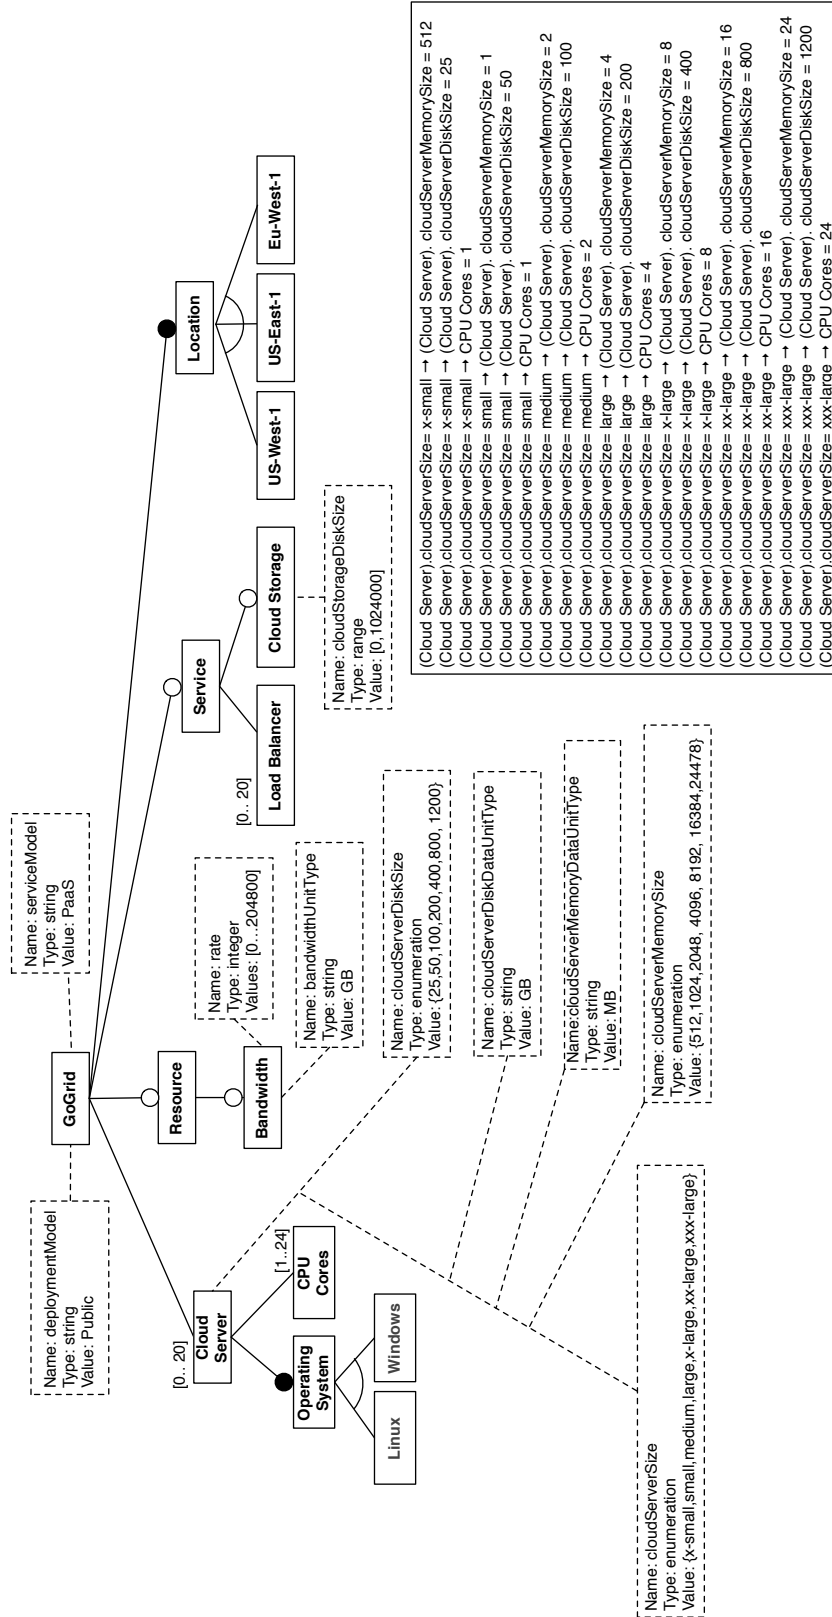 Name: deploymentModel
Type: string
Value: Public
GoGrid
Name: serviceModel
Type: string
Value: PaaS
[0.. 20]
Cloud
Server
Resource
Service
Location
Operating
System
[1..24]
CPU
Cores
Linux
Windows
Bandwidth
Name: rate
Type: integer
Values: [0...204800]
Name: bandwidthUnitType
Type: string
Value: GB
[0.. 20]
Load Balancer
Cloud Storage
Name: cloudStorageDiskSize
Type: range
Value: [0,1024000]
US-West-1
US-East-1
Eu-West-1
Name: cloudServerDiskSize
Type: enumeration
Value: {25,50,100,200,400,800, 1200}
Name: cloudServerDiskDataUnitType
Type: string
Value: GB
Name:cloudServerMemoryDataUnitType
Type: string
Value: MB
Name: cloudServerMemorySize
Type: enumeration
Value: {512,1024,2048, 4096, 8192, 16384,24478}
Name: cloudServerSize
Type: enumeration
Value: {x-small,small,medium,large,x-large,xx-large,xxx-large}
(Cloud Server).cloudServerSize= x-small → (Cloud Server). cloudServerMemorySize = 512
(Cloud Server).cloudServerSize= x-small → (Cloud Server). cloudServerDiskSize = 25
(Cloud Server).cloudServerSize= x-small → CPU Cores = 1
(Cloud Server).cloudServerSize= small → (Cloud Server). cloudServerMemorySize = 1
(Cloud Server).cloudServerSize= small → (Cloud Server). cloudServerDiskSize = 50
(Cloud Server).cloudServerSize= small → CPU Cores = 1
(Cloud Server).cloudServerSize= medium → (Cloud Server). cloudServerMemorySize = 2
(Cloud Server).cloudServerSize= medium → (Cloud Server). cloudServerDiskSize = 100
(Cloud Server).cloudServerSize= medium → CPU Cores = 2
(Cloud Server).cloudServerSize= large → (Cloud Server). cloudServerMemorySize = 4
(Cloud Server).cloudServerSize= large → (Cloud Server). cloudServerDiskSize = 200
(Cloud Server).cloudServerSize= large → CPU Cores = 4
(Cloud Server).cloudServerSize= x-large → (Cloud Server). cloudServerMemorySize = 8
(Cloud Server).cloudServerSize= x-large → (Cloud Server). cloudServerDiskSize = 400
(Cloud Server).cloudServerSize= x-large → CPU Cores = 8
(Cloud Server).cloudServerSize= xx-large → (Cloud Server). cloudServerMemorySize = 16
(Cloud Server).cloudServerSize= xx-large → (Cloud Server). cloudServerDiskSize = 800
(Cloud Server).cloudServerSize= xx-large → CPU Cores = 16
(Cloud Server).cloudServerSize= xxx-large → (Cloud Server). cloudServerMemorySize = 24
(Cloud Server).cloudServerSize= xxx-large → (Cloud Server). cloudServerDiskSize = 1200
(Cloud Server).cloudServerSize= xxx-large → CPU Cores = 24